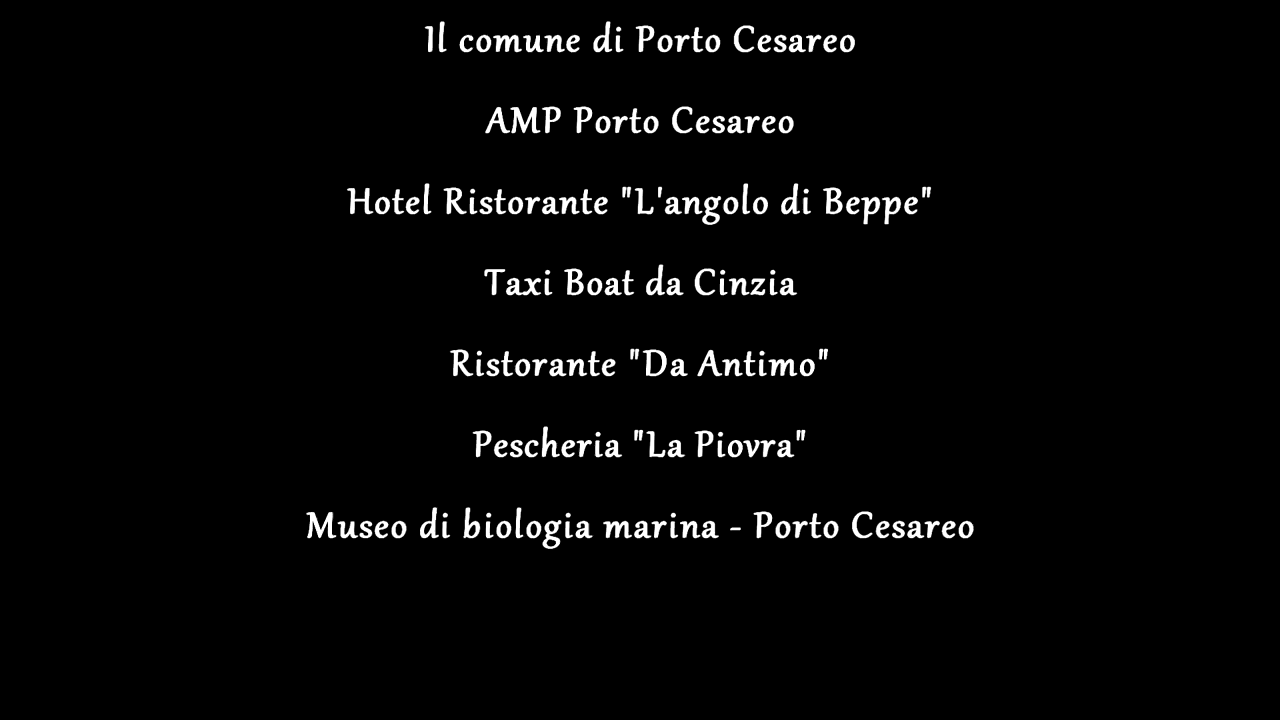 Il comune di Porto Cesareo
AMP Porto Cesareo
Hotel Ristorante "L'angolo di Beppe"
Taxi Boat da Cinzia
Ristorante "Da Antimo"
Pescheria "La Piovra"
Museo di biologia marina - Porto Cesareo